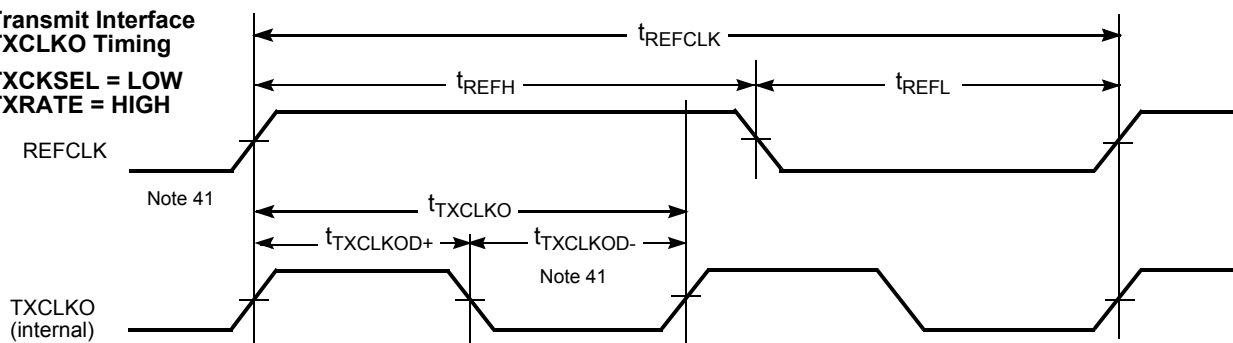 Transmit Interface
TXCLKO Timing
TXCKSEL = LOW
TXRATE = HIGH
tREFCLK
tREFH
tREFL
REFCLK
Note 41
tTXCLKO
tTXCLKOD+
tTXCLKOD-
Note 41
TXCLKO
(internal)